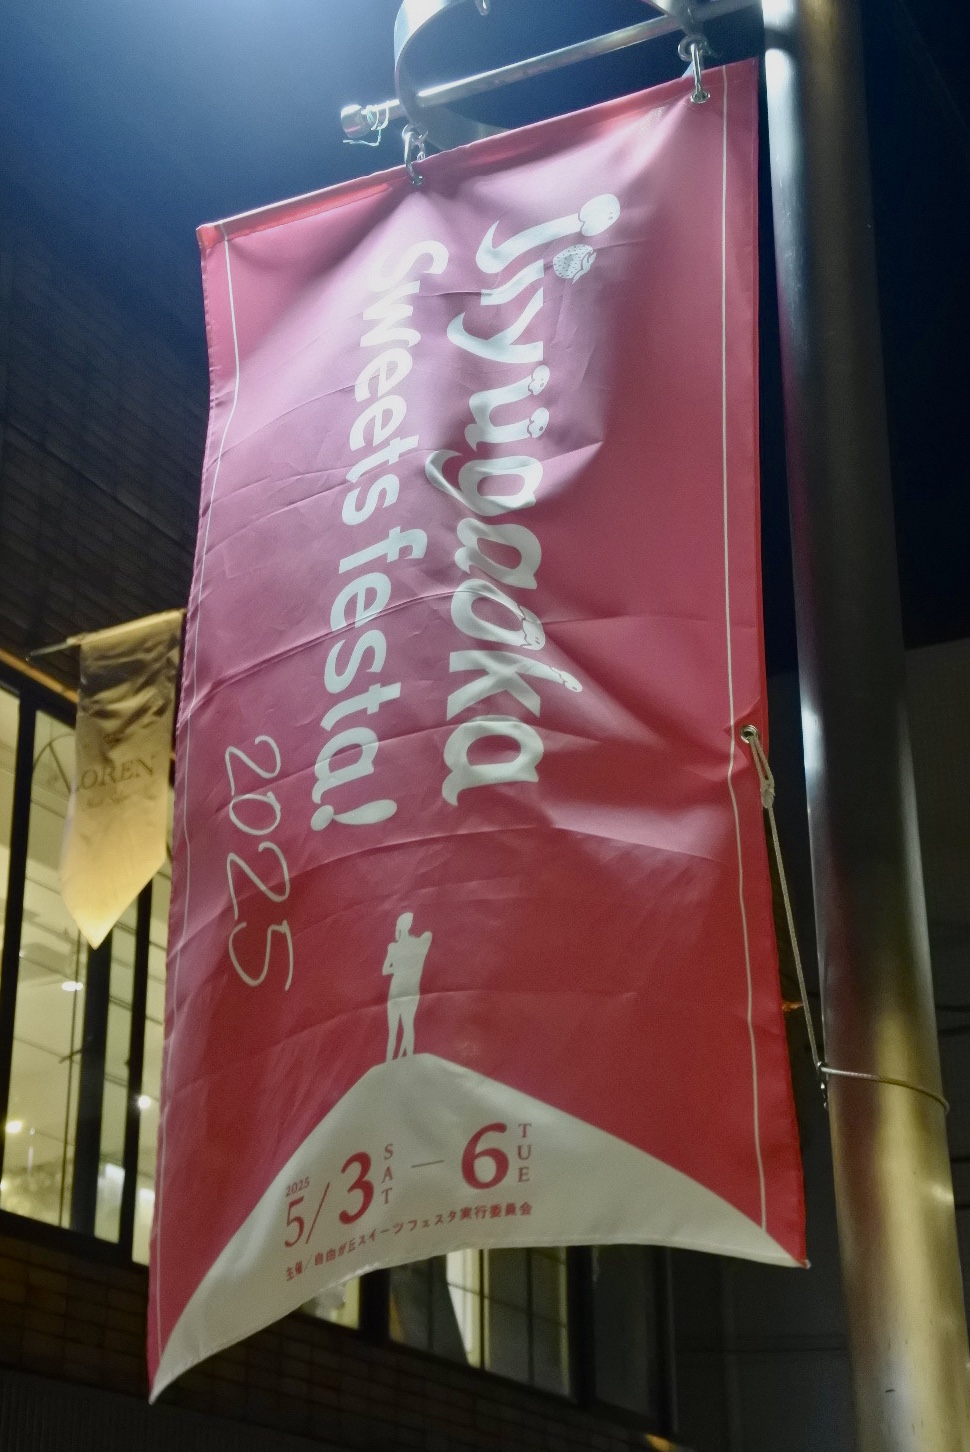 jiyugaoka
sweets festa!
2025
2025
5/3 SAT — 6 TUE
主催/自由が丘スイーツフェスタ実行委員会
LOREN